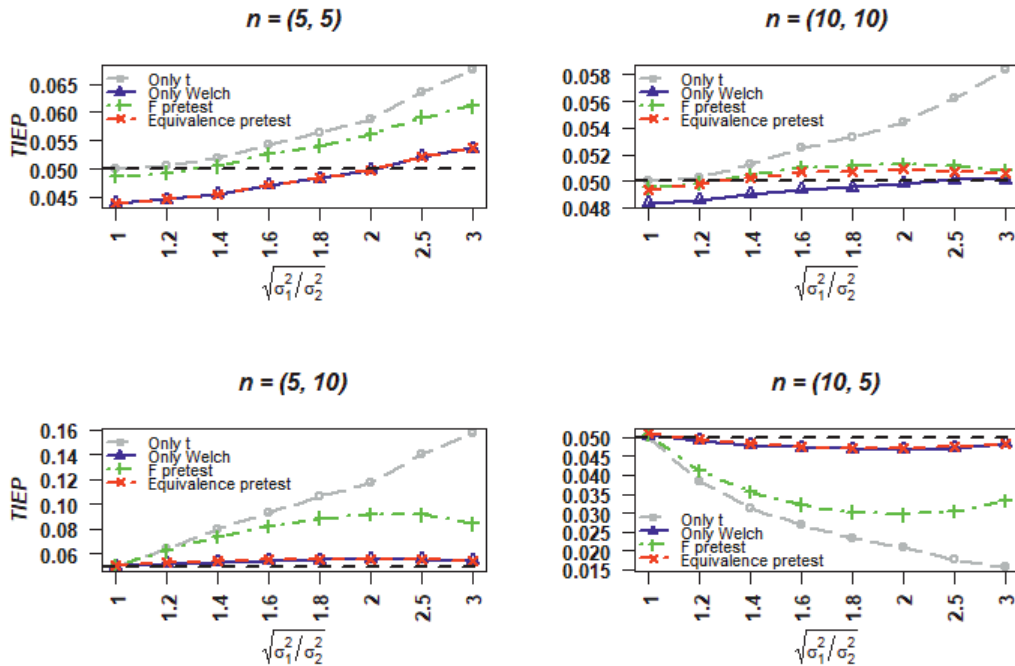 n = (5, 5)
TIEP
0.065
0.060
0.055
0.050
0.045
Only t
Only Welch
F pretest
Equivalence pretest
1
1.2
1.4
1.6
1.8
2
2.5
3
√σ₁²/σ₂²
n = (10, 10)
0.058
0.056
0.054
0.052
0.050
0.048
Only t
Only Welch
F pretest
Equivalence pretest
1
1.2
1.4
1.6
1.8
2
2.5
3
√σ₁²/σ₂²
n = (5, 10)
TIEP
0.16
0.14
0.12
0.10
0.08
0.06
Only t
Only Welch
F pretest
Equivalence pretest
1
1.2
1.4
1.6
1.8
2
2.5
3
√σ₁²/σ₂²
n = (10, 5)
0.050
0.045
0.040
0.035
0.030
0.025
0.020
0.015
Only t
Only Welch
F pretest
Equivalence pretest
1
1.2
1.4
1.6
1.8
2
2.5
3
√σ₁²/σ₂²